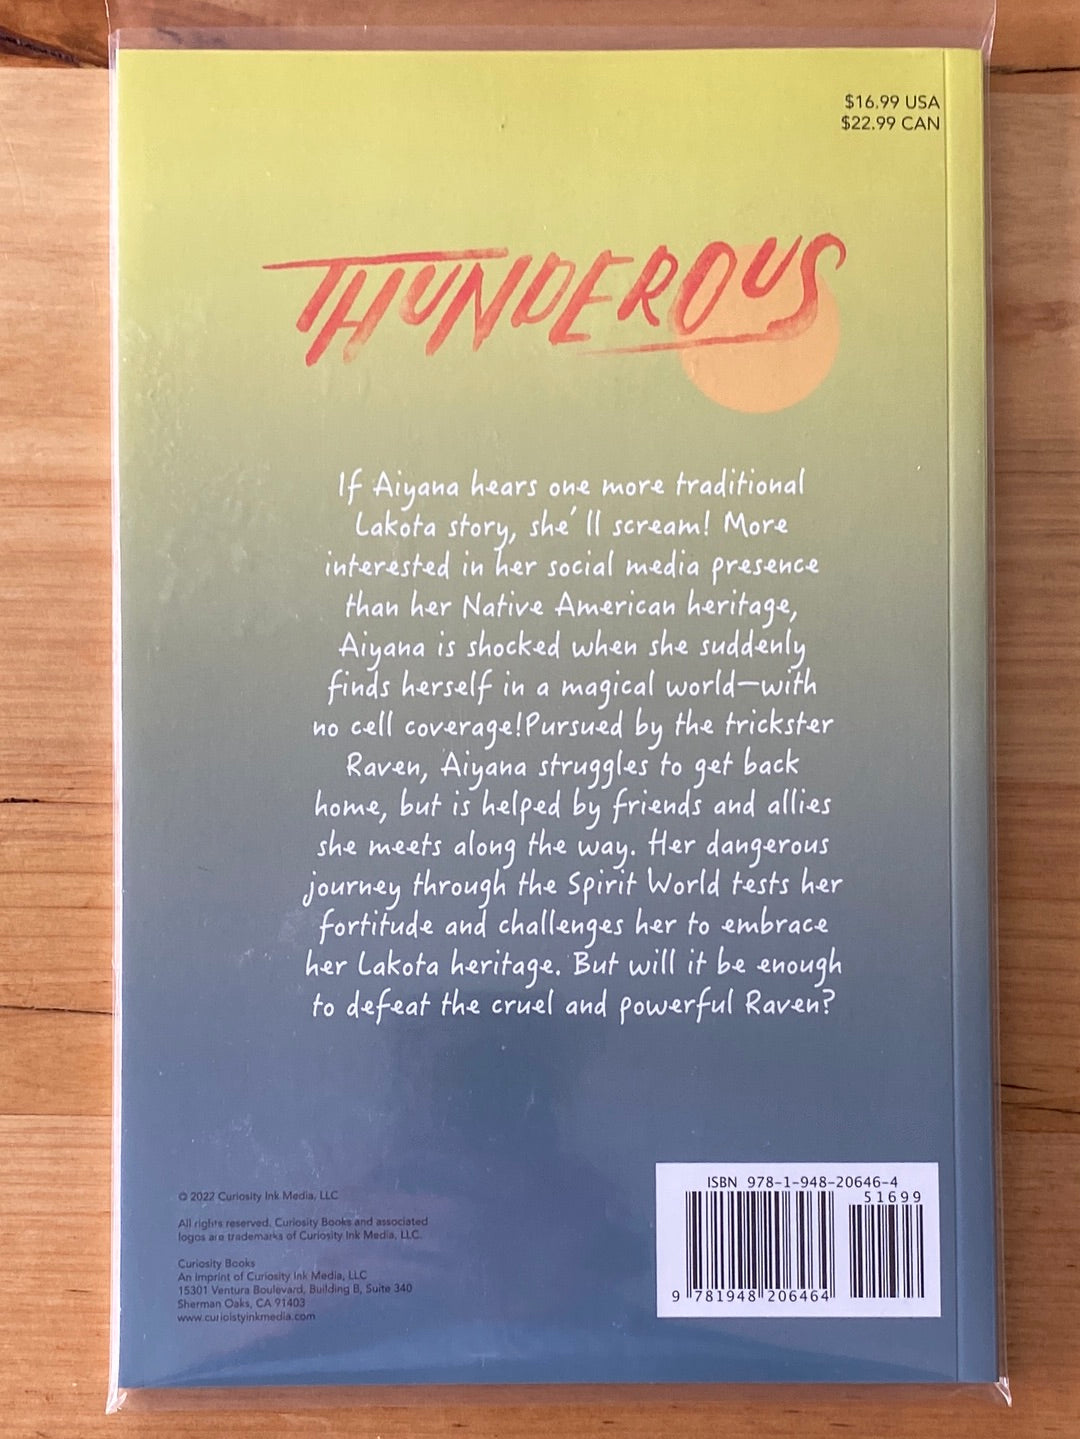 $16.99 USA
$22.99 CAN
THUNDEROUS
If Aiyana hears one more traditional
Lakota story, she'll scream! More
interested in her social media presence
than her Native American heritage,
Aiyana is shocked when she suddenly
finds herself in a magical world—with
no cell coverage!Pursued by the trickster
Raven, Aiyana struggles to get back
home, but is helped by friends and allies
she meets along the way. Her dangerous
journey through the Spirit World tests her
fortitude and challenges her to embrace
her Lakota heritage. But will it be enough
to defeat the cruel and powerful Raven?
© 2022 Curiosity Ink Media, LLC
All rights reserved. Curiosity Books and associated
logos are trademarks of Curiosity Ink Media, LLC.
Curiosity Books
An Imprint of Curiosity Ink Media, LLC
15301 Ventura Boulevard, Building B, Suite 340
Sherman Oaks, CA 91403
www.curioistyinkmedia.com
ISBN 978-1-948-20646-4
51699
9 781948 206464